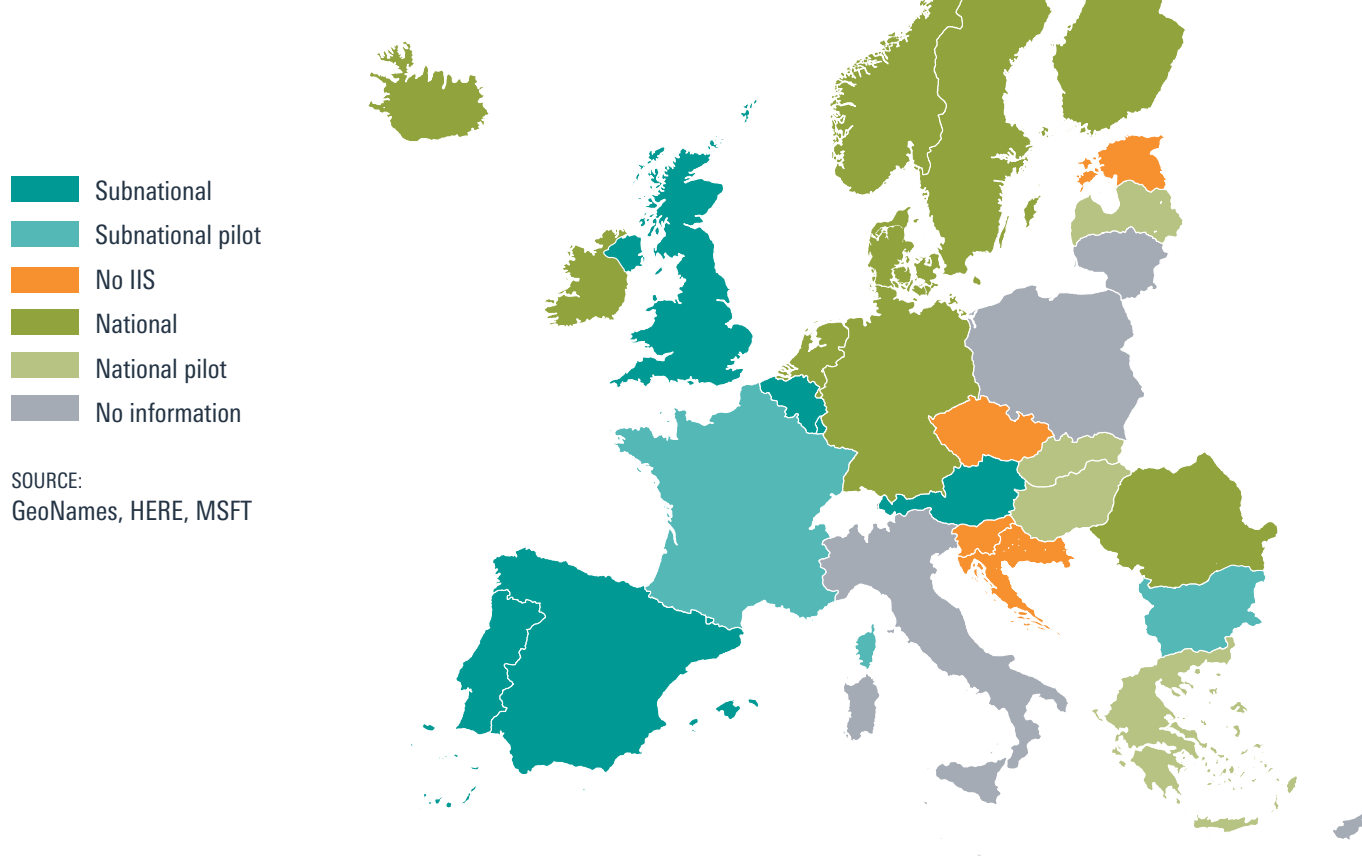 Subnational
Subnational pilot
No IIS
National
National pilot
No information
SOURCE:
GeoNames, HERE, MSFT